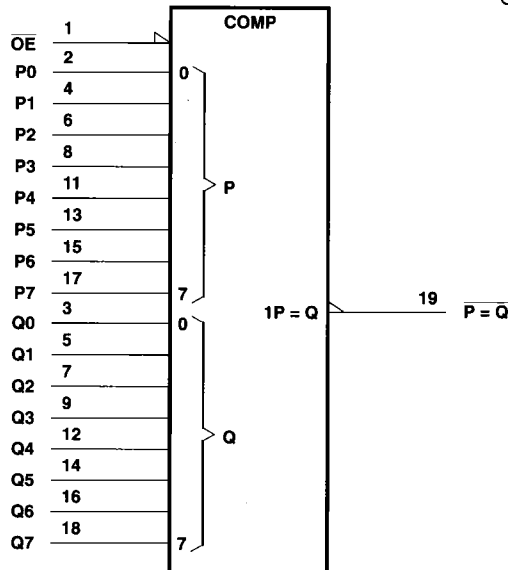 COMP
OE 1
P0 2 0
P1 4
P2 6
P3 8
P4 11 P
P5 13
P6 15
P7 17 7
1P = Q 19 P = Q
Q0 3 0
Q1 5
Q2 7
Q3 9
Q4 12 Q
Q5 14
Q6 16
Q7 18 7